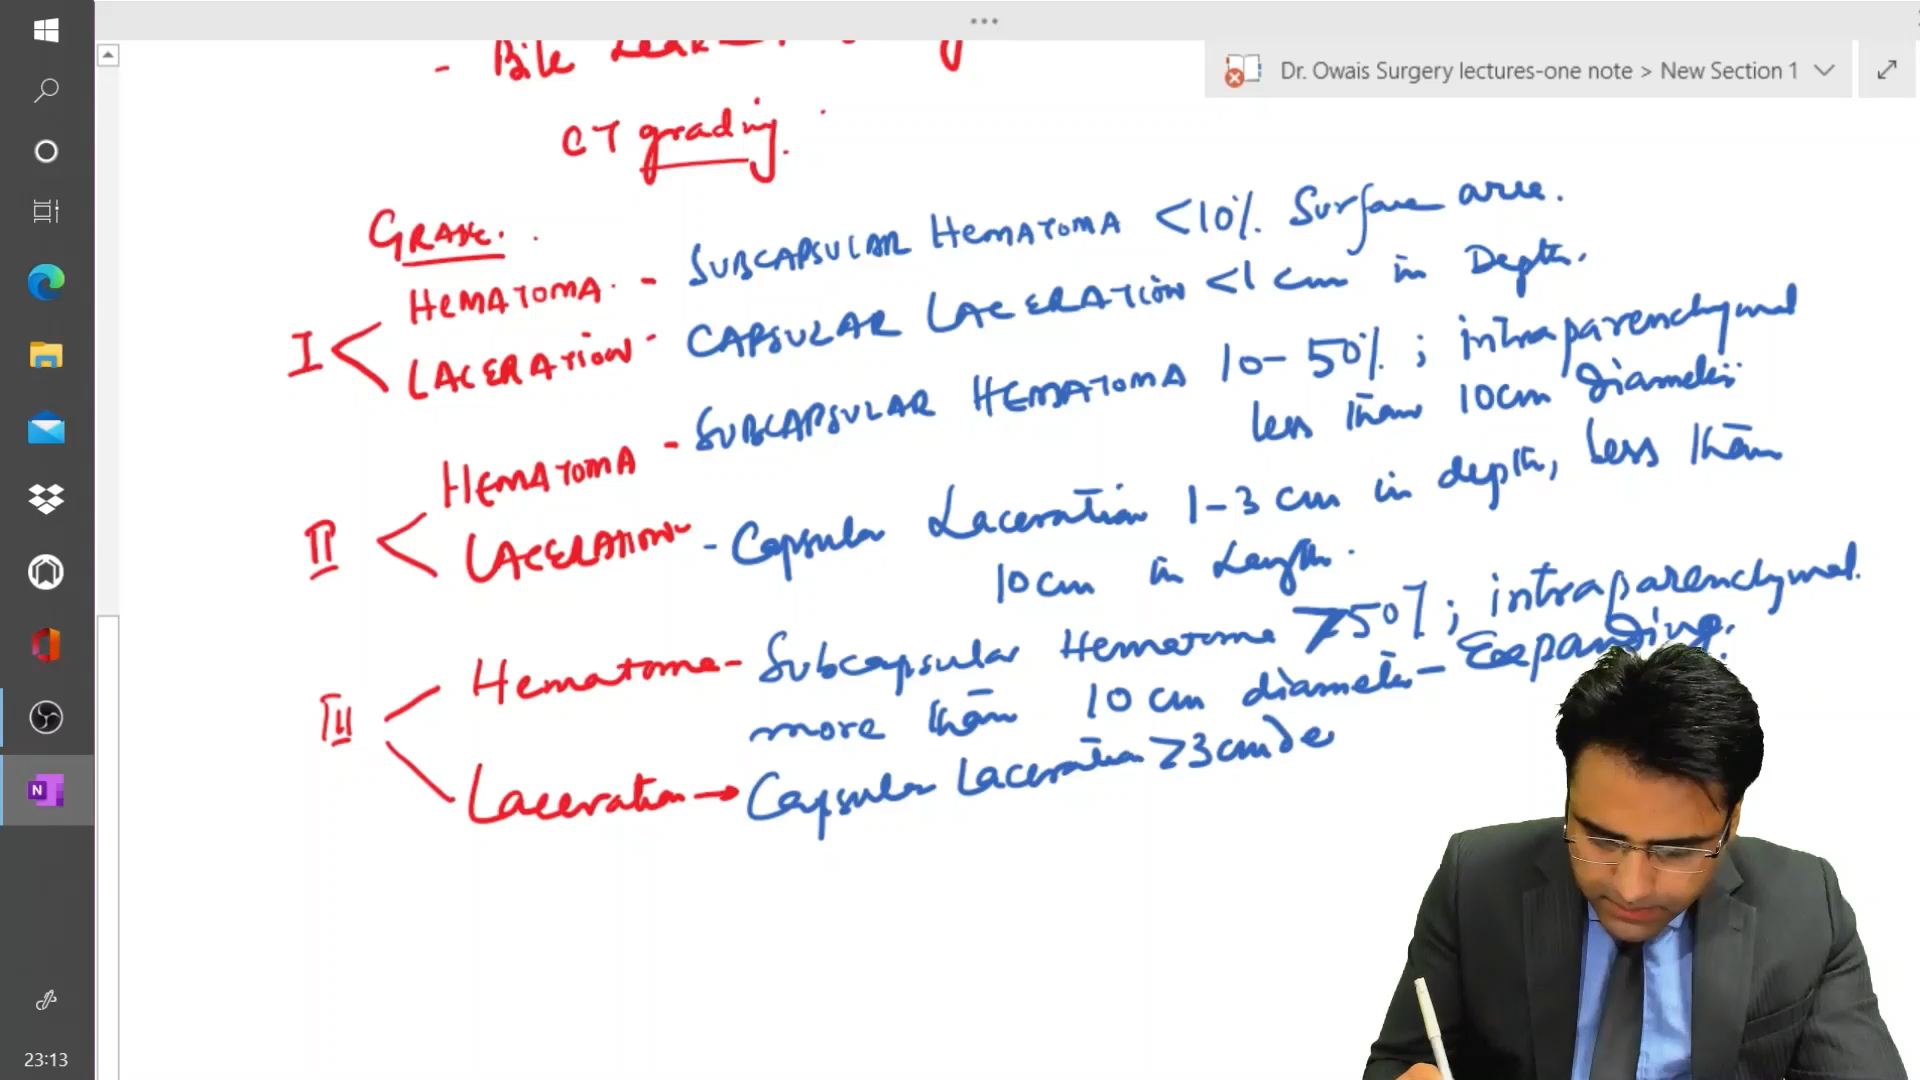 Dr. Owais Surgery lectures-one note > New Section 1
- Bile Leak
CT grading.
GRADE.
I
HEMATOMA. - SUBCAPSULAR HEMATOMA <10% Surface area.
LACERATION - CAPSULAR LACERATION <1 cm in Depth.
II
HEMATOMA - SUBCAPSULAR HEMATOMA 10-50% ; intraparenchymal
less than 10cm diameter
LACERATION - Capsular Laceration 1-3 cm in depth, less than
10cm in length.
III
Hematoma - Subcapsular Hematoma >50% ; intraparenchymal.
more than 10 cm diameter - Expanding.
Laceration → Capsular Laceration >3cm de
N
23:13